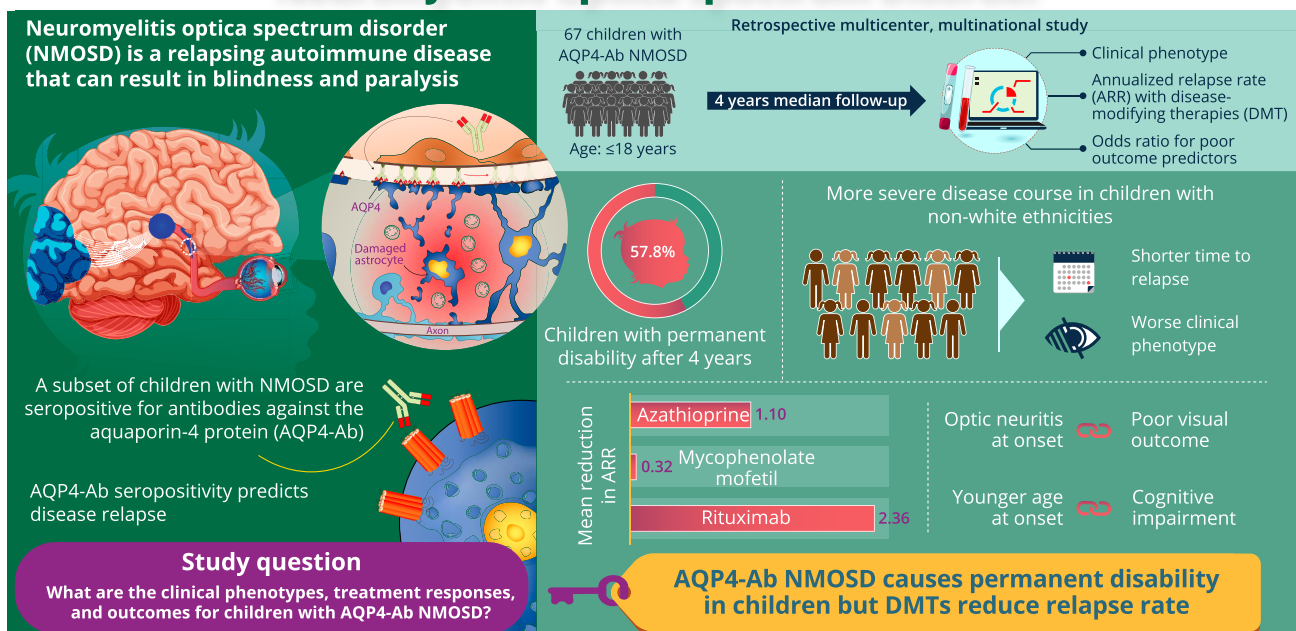 Neuromyelitis optica spectrum disorder
(NMOSD) is a relapsing autoimmune disease
that can result in blindness and paralysis
AQP4
Damaged
astrocyte
Axon
A subset of children with NMOSD are
seropositive for antibodies against the
aquaporin-4 protein (AQP4-Ab)
AQP4-Ab seropositivity predicts
disease relapse
Study question
What are the clinical phenotypes, treatment responses,
and outcomes for children with AQP4-Ab NMOSD?
67 children with
AQP4-Ab NMOSD
Age: ≤18 years
Retrospective multicenter, multinational study
4 years median follow-up
Clinical phenotype
Annualized relapse rate
(ARR) with disease-
modifying therapies (DMT)
Odds ratio for poor
outcome predictors
57.8%
Children with permanent
disability after 4 years
More severe disease course in children with
non-white ethnicities
Shorter time to
relapse
Worse clinical
phenotype
Mean reduction
in ARR
Azathioprine 1.10
0.32 Mycophenolate
mofetil
Rituximab 2.36
Optic neuritis
at onset
Poor visual
outcome
Younger age
at onset
Cognitive
impairment
AQP4-Ab NMOSD causes permanent disability
in children but DMTs reduce relapse rate